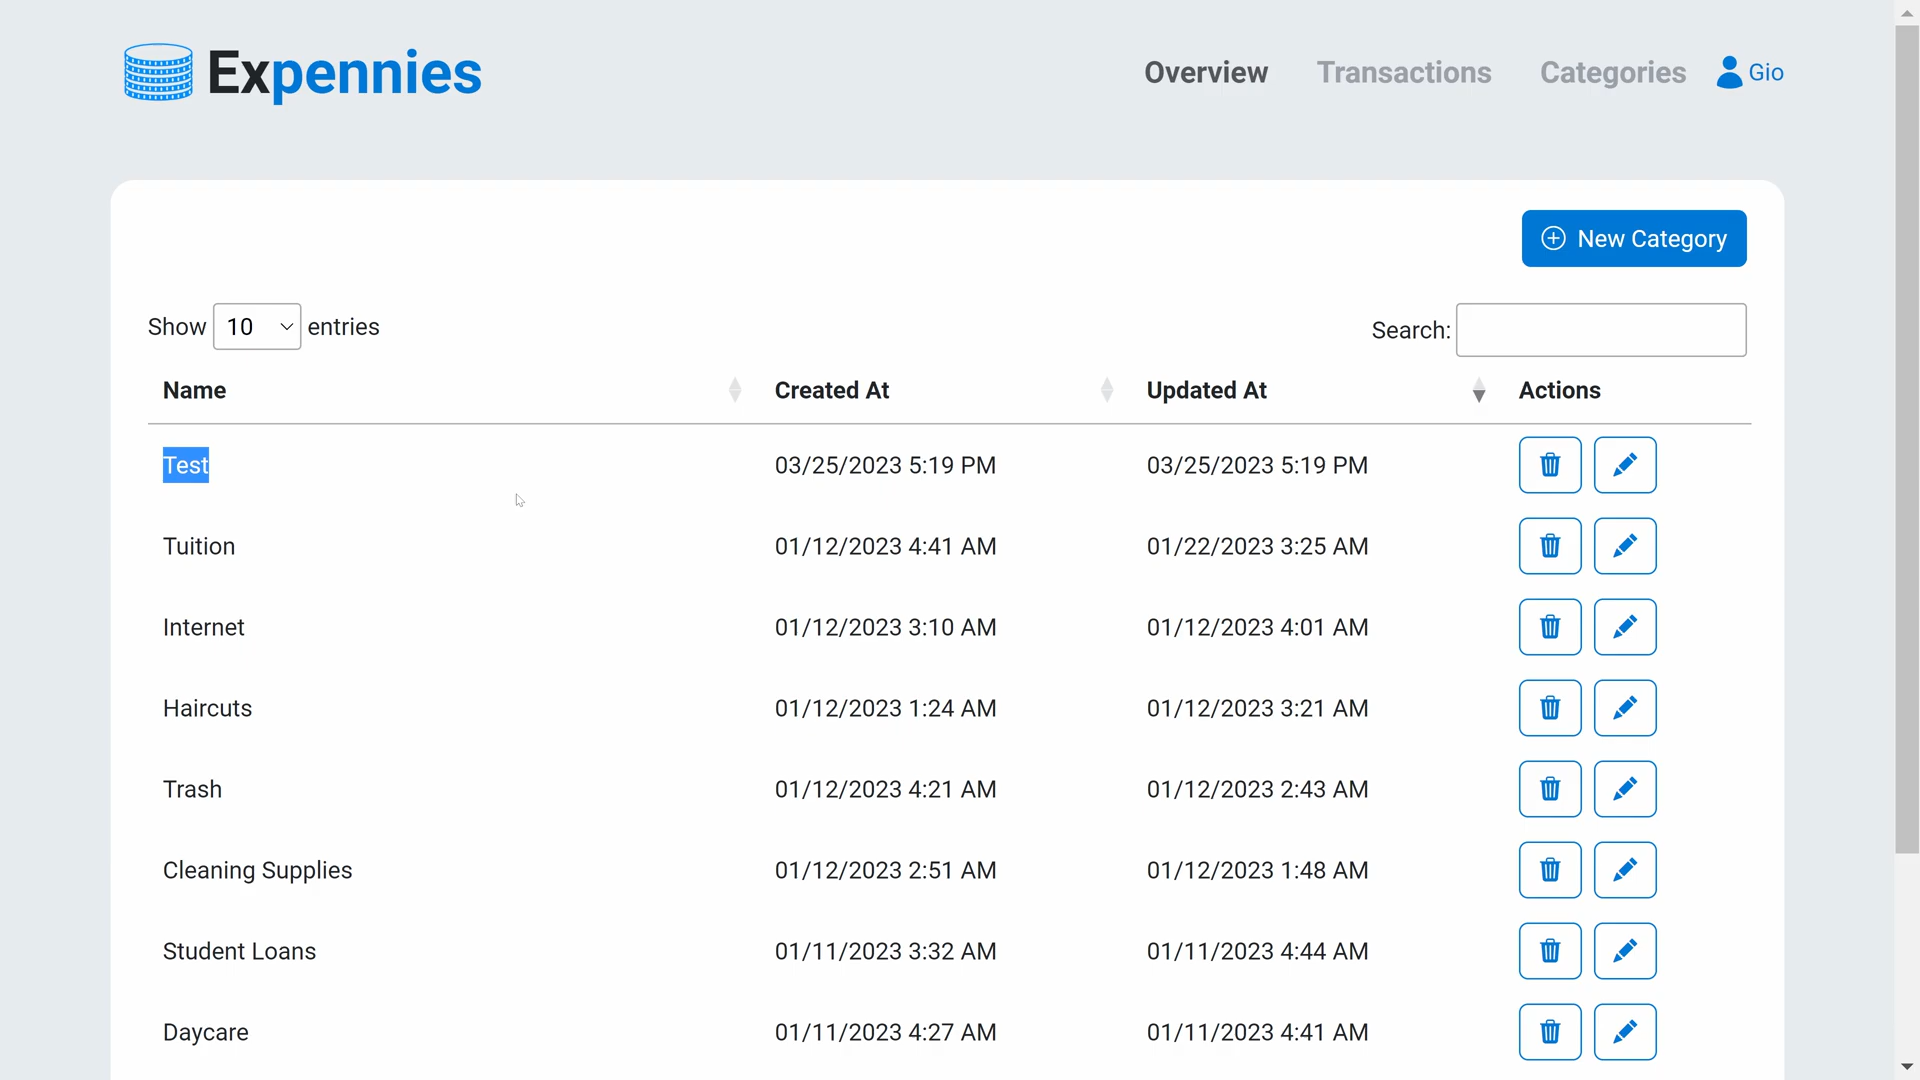 Expennies
Overview Transactions Categories Gio
New Category
Show 10 entries
Search:
Name Created At Updated At Actions
Test 03/25/2023 5:19 PM 03/25/2023 5:19 PM
Tuition 01/12/2023 4:41 AM 01/22/2023 3:25 AM
Internet 01/12/2023 3:10 AM 01/12/2023 4:01 AM
Haircuts 01/12/2023 1:24 AM 01/12/2023 3:21 AM
Trash 01/12/2023 4:21 AM 01/12/2023 2:43 AM
Cleaning Supplies 01/12/2023 2:51 AM 01/12/2023 1:48 AM
Student Loans 01/11/2023 3:32 AM 01/11/2023 4:44 AM
Daycare 01/11/2023 4:27 AM 01/11/2023 4:41 AM